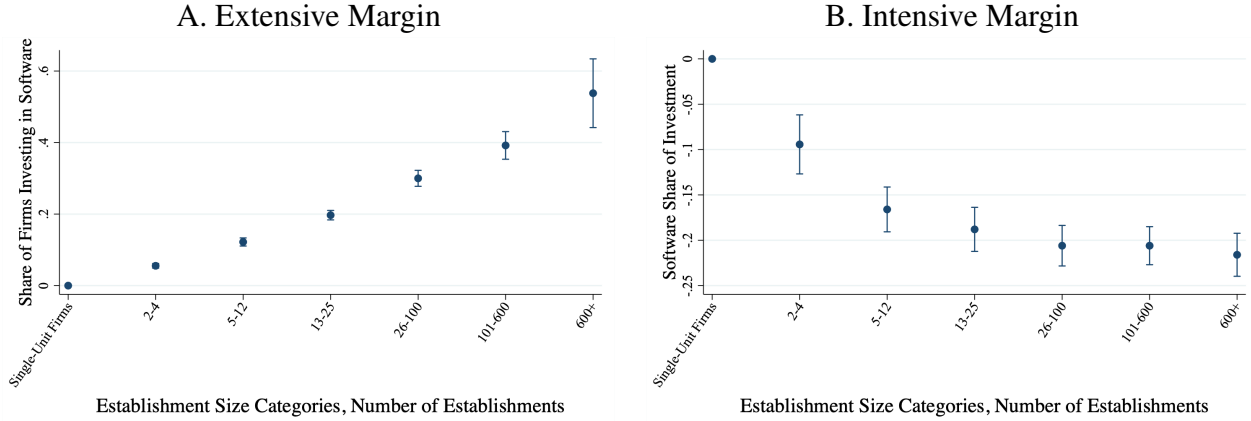 A. Extensive Margin
Share of Firms Investing in Software
.6
.4
.2
0
Single-Unit Firms
2-4
5-12
13-25
26-100
101-600
600+
Establishment Size Categories, Number of Establishments
B. Intensive Margin
Software Share of Investment
0
-.05
-.1
-.15
-.2
-.25
Single-Unit Firms
2-4
5-12
13-25
26-100
101-600
600+
Establishment Size Categories, Number of Establishments